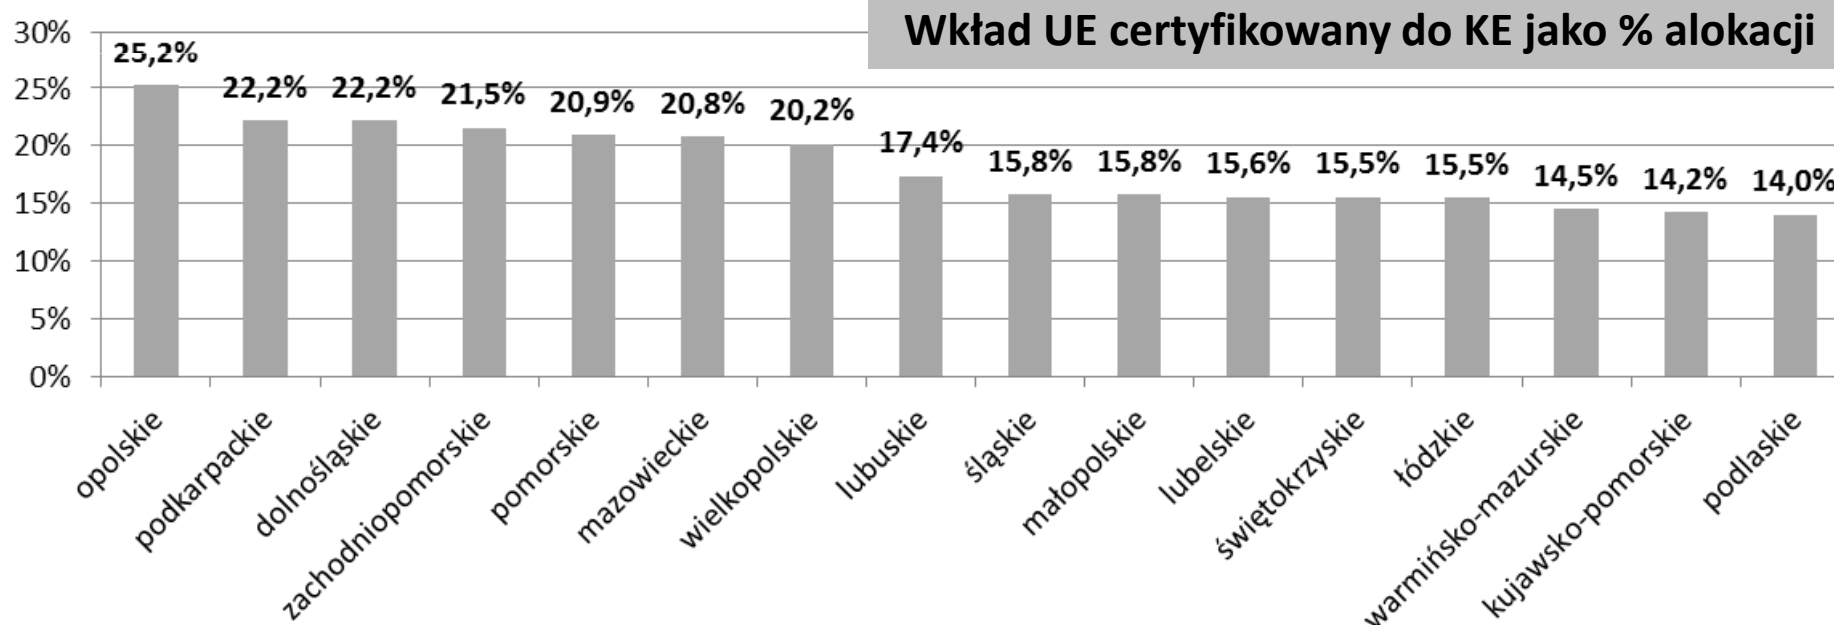 Wkład UE certyfikowany do KE jako % alokacji
30%
25%
20%
15%
10%
5%
0%
25,2%
22,2%
22,2%
21,5%
20,9%
20,8%
20,2%
17,4%
15,8%
15,8%
15,6%
15,5%
15,5%
14,5%
14,2%
14,0%
opolskie
podkarpackie
dolnośląskie
zachodniopomorskie
pomorskie
mazowieckie
wielkopolskie
lubuskie
śląskie
małopolskie
lubelskie
świętokrzyskie
łódzkie
warmińsko-mazurskie
kujawsko-pomorskie
podlaskie